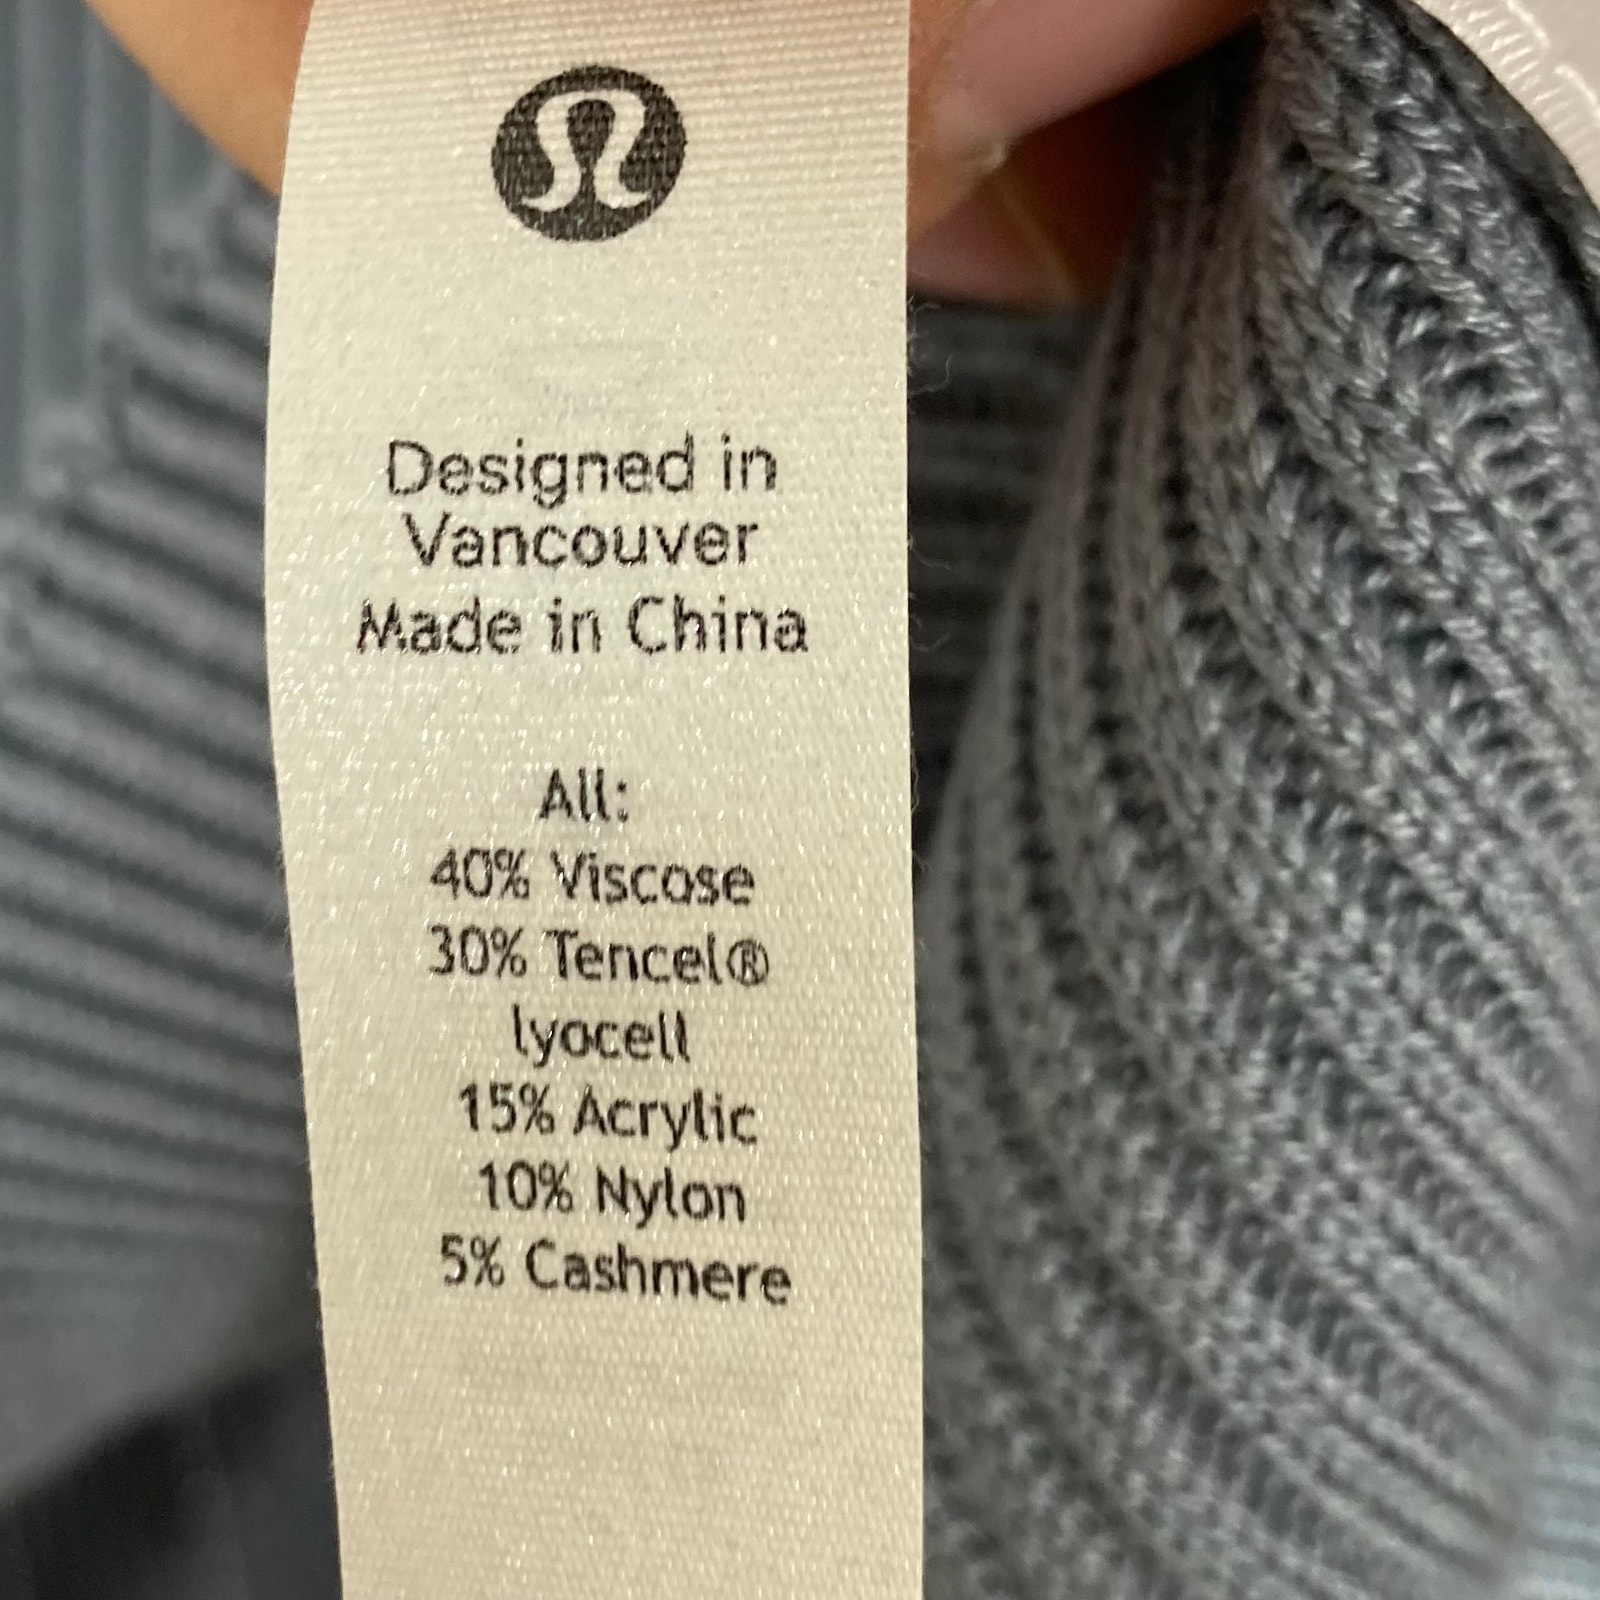 Designed in
Vancouver
Made in China
All:
40% Viscose
30% Tencel®
lyocell
15% Acrylic
10% Nylon
5% Cashmere